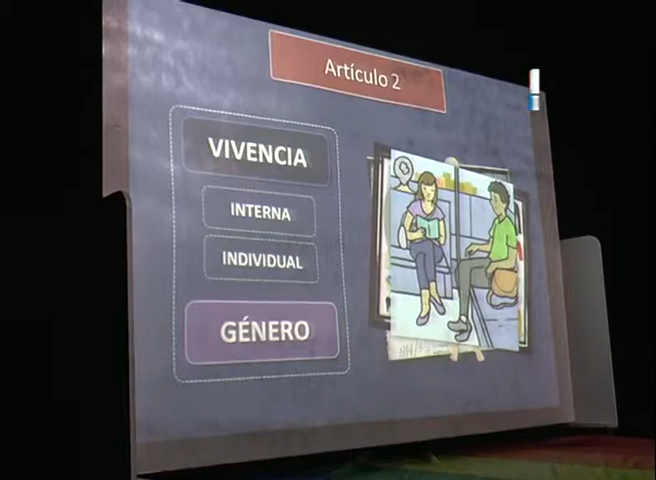 Artículo 2
VIVENCIA
INTERNA
INDIVIDUAL
GÉNERO